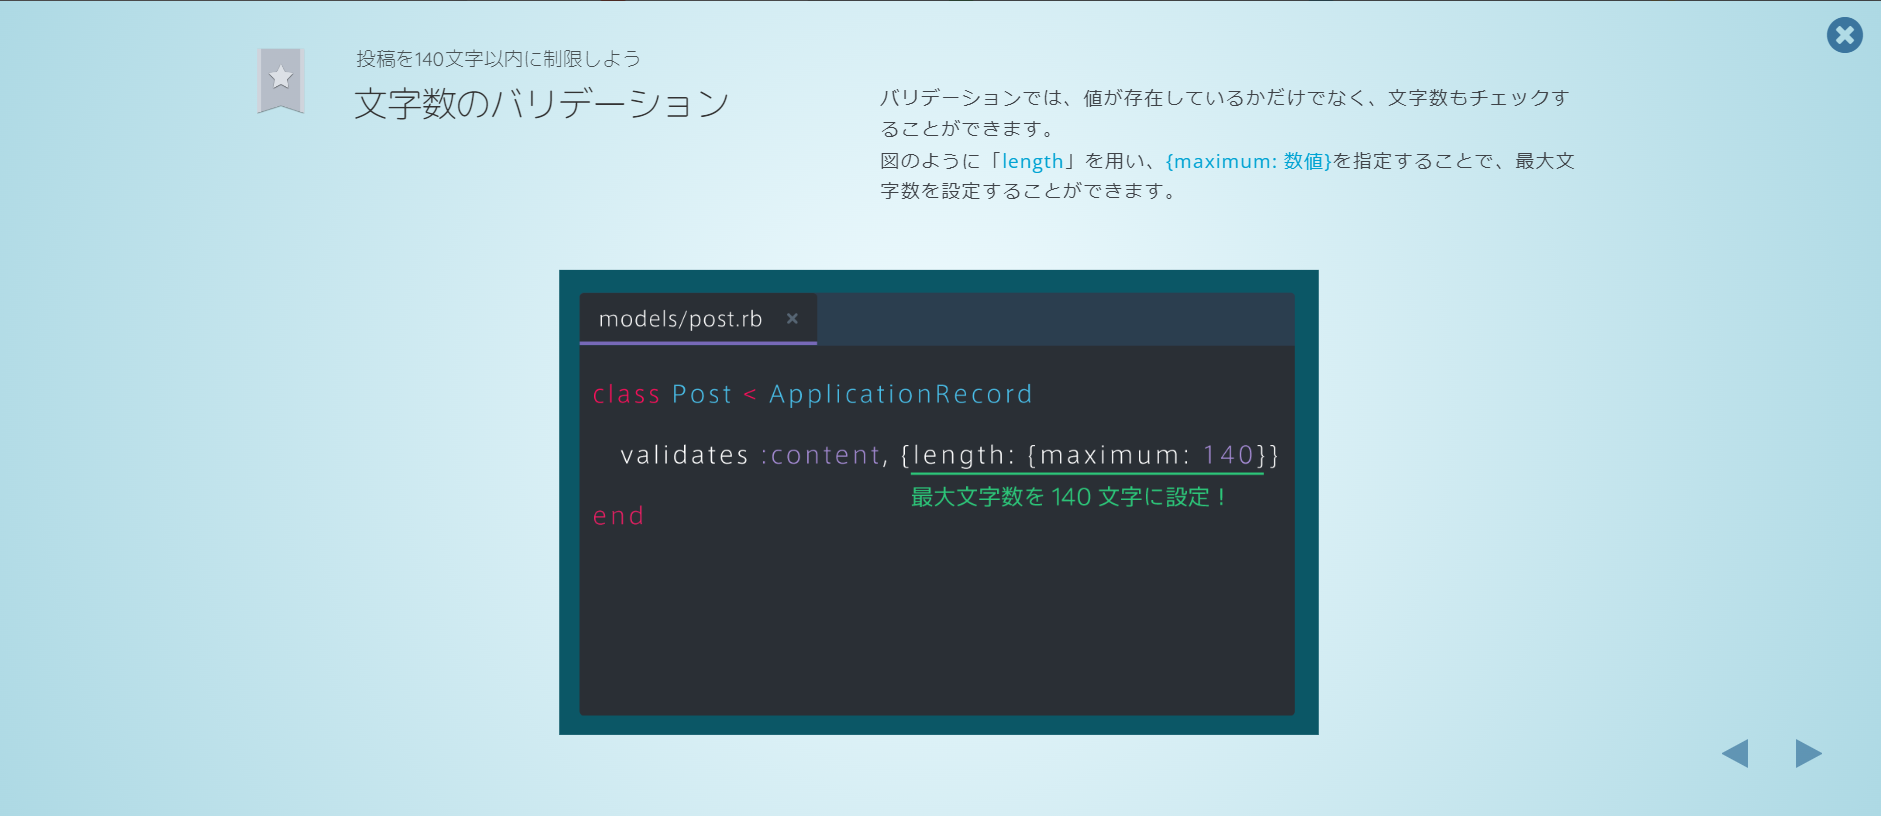 投稿を140文字以内に制限しよう
文字数のバリデーション
バリデーションでは、値が存在しているかだけでなく、文字数もチェックす
ることができます。
図のように「length」を用い、{maximum: 数値}を指定することで、最大文
字数を設定することができます。
models/post.rb
class Post < ApplicationRecord
validates :content, {length: {maximum: 140}}
最大文字数を 140 文字に設定！
end